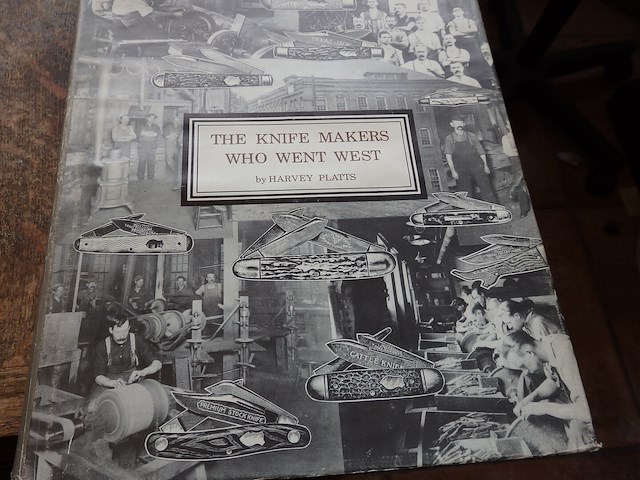 THE KNIFE MAKERS
WHO WENT WEST
by HARVEY PLATTS
CATTLE KNIFE
PREMIUM STOCK KNIFE